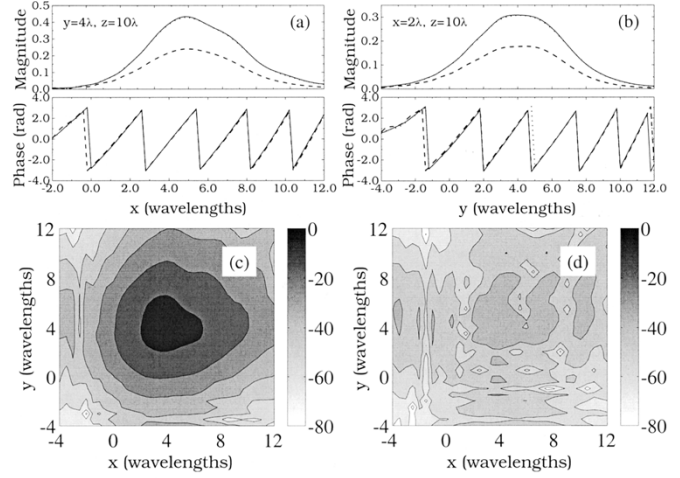 0.5
0.4
0.3
0.2
0.1
0.0
Magnitude
y=4λ, z=10λ
(a)
4.0
2.0
0.0
-2.0
-4.0
Phase (rad)
-2.0 0.0 2.0 4.0 6.0 8.0 10.0 12.0
x (wavelengths)
0.3
0.2
0.1
0.0
Magnitude
x=2λ, z=10λ
(b)
4.0
2.0
0.0
-2.0
-4.0
Phase (rad)
-4.0 -2.0 0.0 2.0 4.0 6.0 8.0 10.0 12.0
y (wavelengths)
12
8
4
0
-4
y (wavelengths)
(c)
-4 0 4 8 12
x (wavelengths)
0
-20
-40
-60
-80
12
8
4
0
-4
y (wavelengths)
(d)
-4 0 4 8 12
x (wavelengths)
0
-20
-40
-60
-80